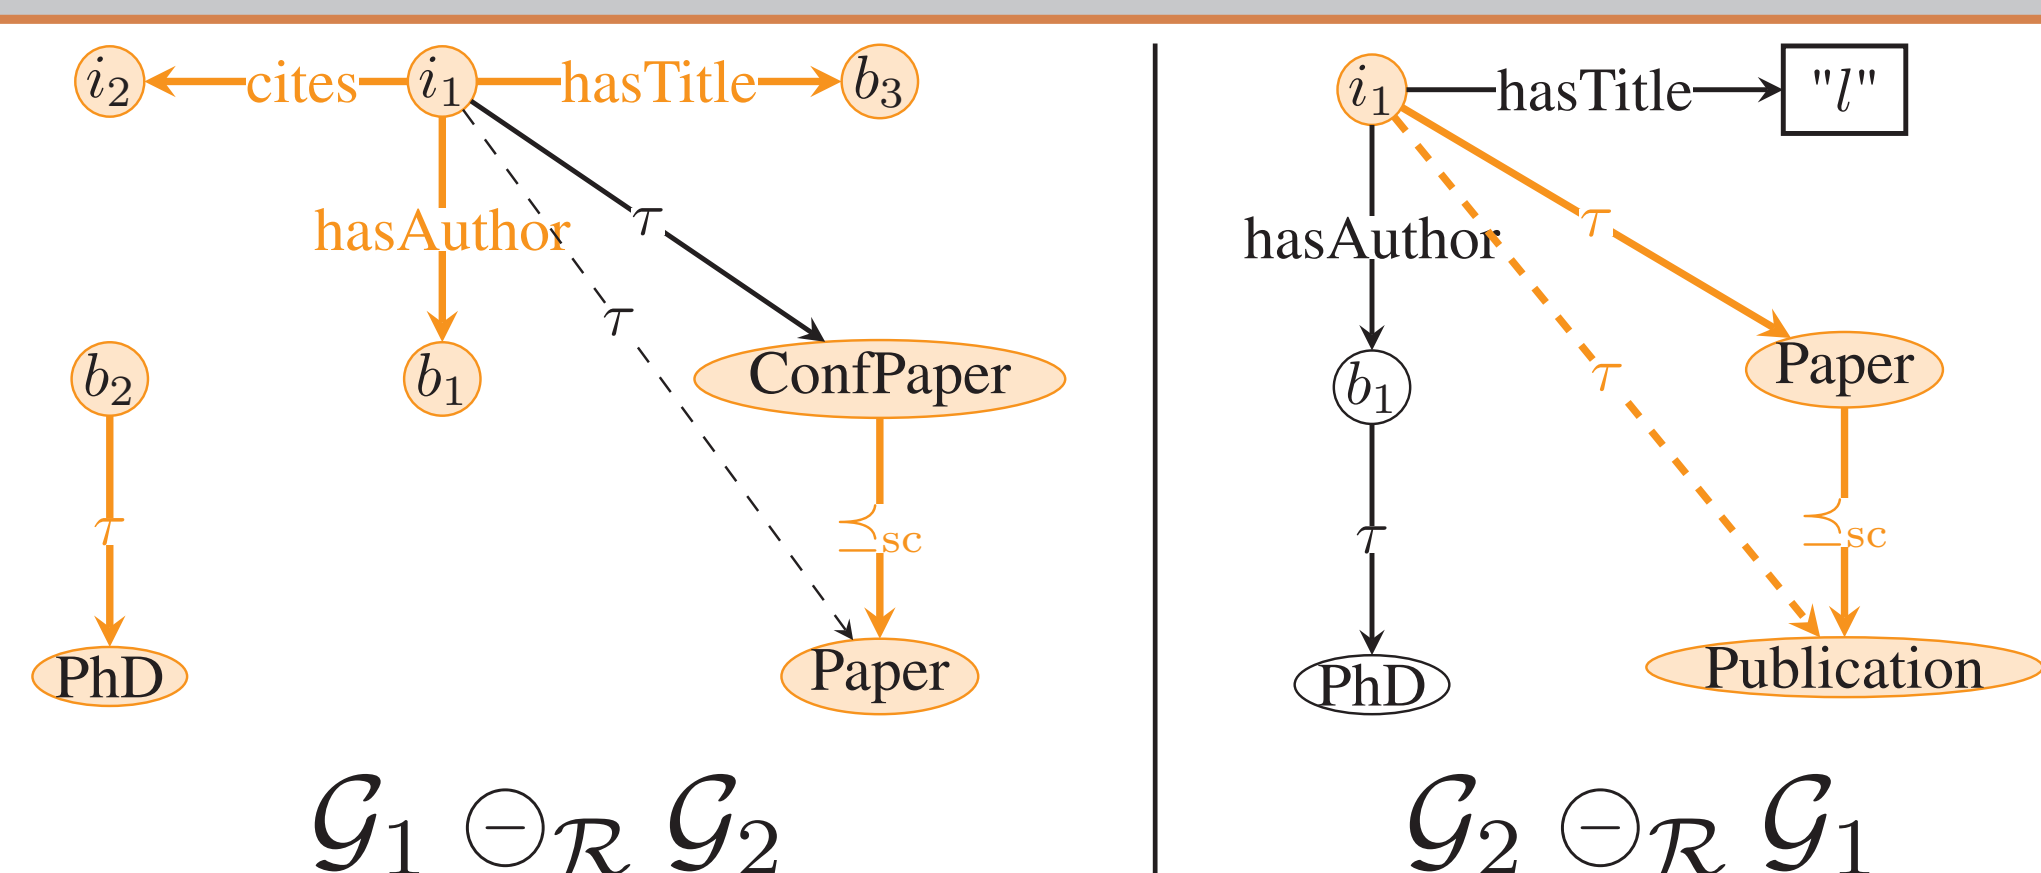 i₂ cites i₁ hasTitle b₃
i₁ hasTitle "l"
hasAuthor τ
hasAuthor τ
τ
τ
b₂ b₁ ConfPaper
b₁ Paper
τ ⪯sc
τ ⪯sc
PhD Paper
PhD Publication
𝒢₁ ⊖ℛ 𝒢₂
𝒢₂ ⊖ℛ 𝒢₁